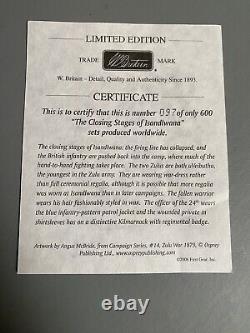 LIMITED EDITION
TRADE MARK
W. Britain
W. Britain – Detail, Quality and Authenticity Since 1893.
CERTIFICATE
This is to certify that this is number 097 of only 600
"The Closing Stages of Isandlwana"
sets produced worldwide.
The closing stages of Isandlwana; the firing line has collapsed, and
the British infantry are pushed back into the camp, where much of the
hand-to-hand fighting takes place. The two Zulu are both uKhandempemvu, the
youngest in the Zulu army. They are wearing war-dress rather
than full ceremonial regalia, although it is possible that more regalia
was worn at Isandlwana than in later campaigns. The fallen warrior
wears his hair fashionably styled in wax. The officer of the 24th wears
the blue infantry-pattern patrol jacket and the wounded private in
shirtsleeves has on a distinctive Kilmarnock with regimental number.
Artwork by Angus McBride, from Campaign Series, #14, Zulu War 1879, © Osprey
Publishing Ltd., www.ospreypublishing.com
©2006 First Gear, Inc.